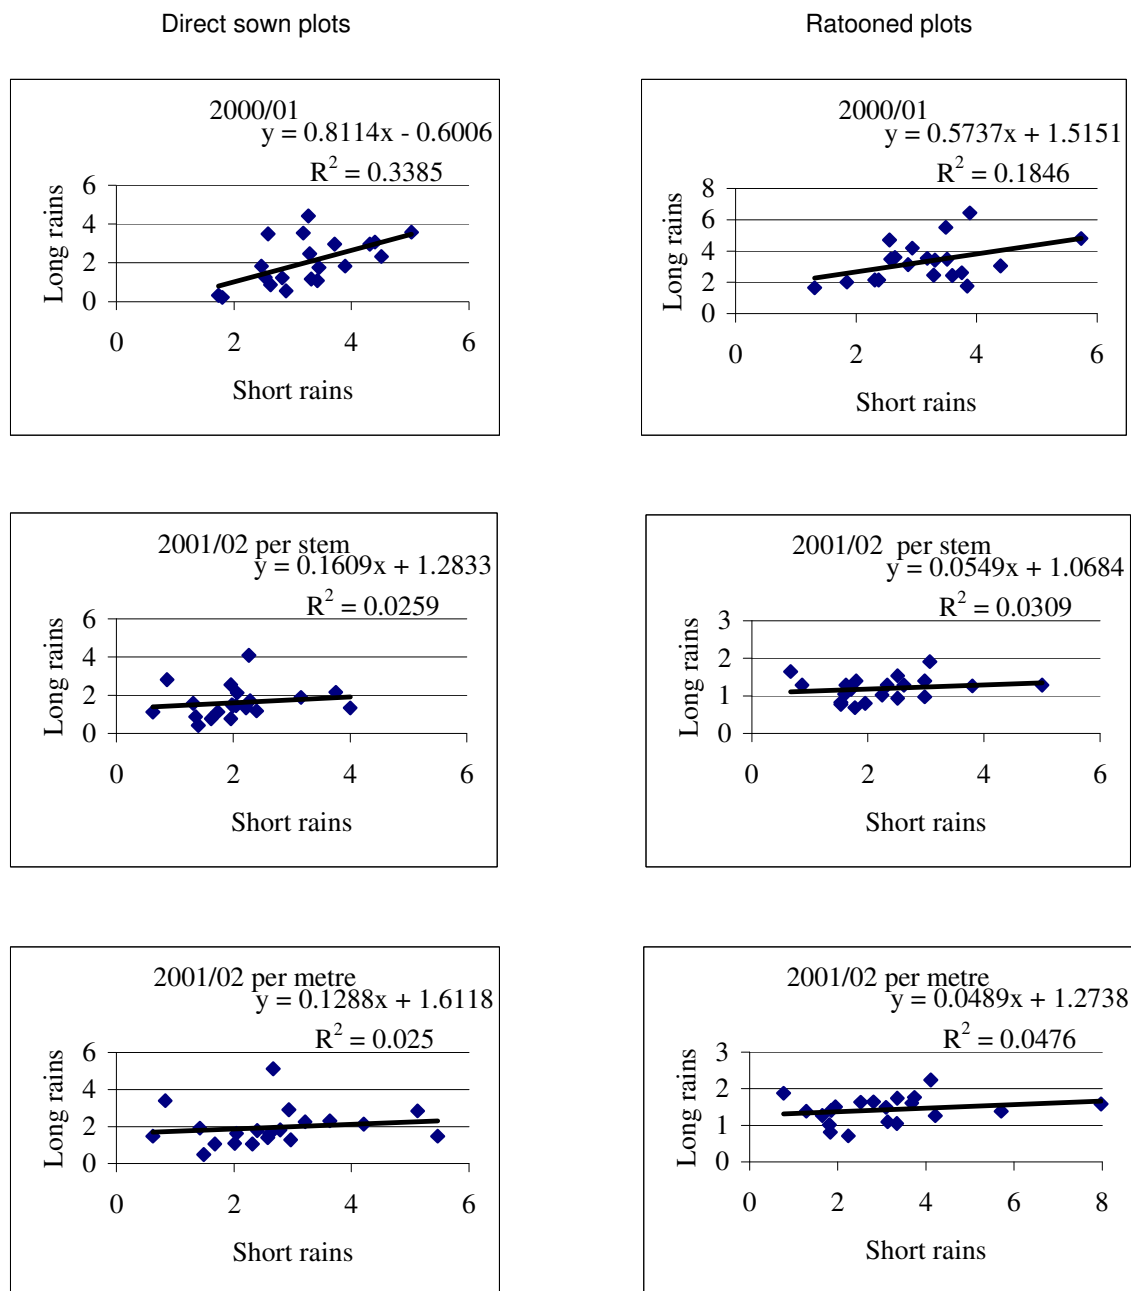 Direct sown plots
Ratooned plots
2000/01
y = 0.8114x - 0.6006
R² = 0.3385
Long rains
6
4
2
0
0 2 4 6
Short rains
2000/01
y = 0.5737x + 1.5151
R² = 0.1846
Long rains
8
6
4
2
0
0 2 4 6
Short rains
2001/02 per stem
y = 0.1609x + 1.2833
R² = 0.0259
Long rains
6
4
2
0
0 2 4 6
Short rains
2001/02 per stem
y = 0.0549x + 1.0684
R² = 0.0309
Long rains
3
2
1
0
0 2 4 6
Short rains
2001/02 per metre
y = 0.1288x + 1.6118
R² = 0.025
Long rains
6
4
2
0
0 2 4 6
Short rains
2001/02 per metre
y = 0.0489x + 1.2738
R² = 0.0476
Long rains
3
2
1
0
0 2 4 6 8
Short rains